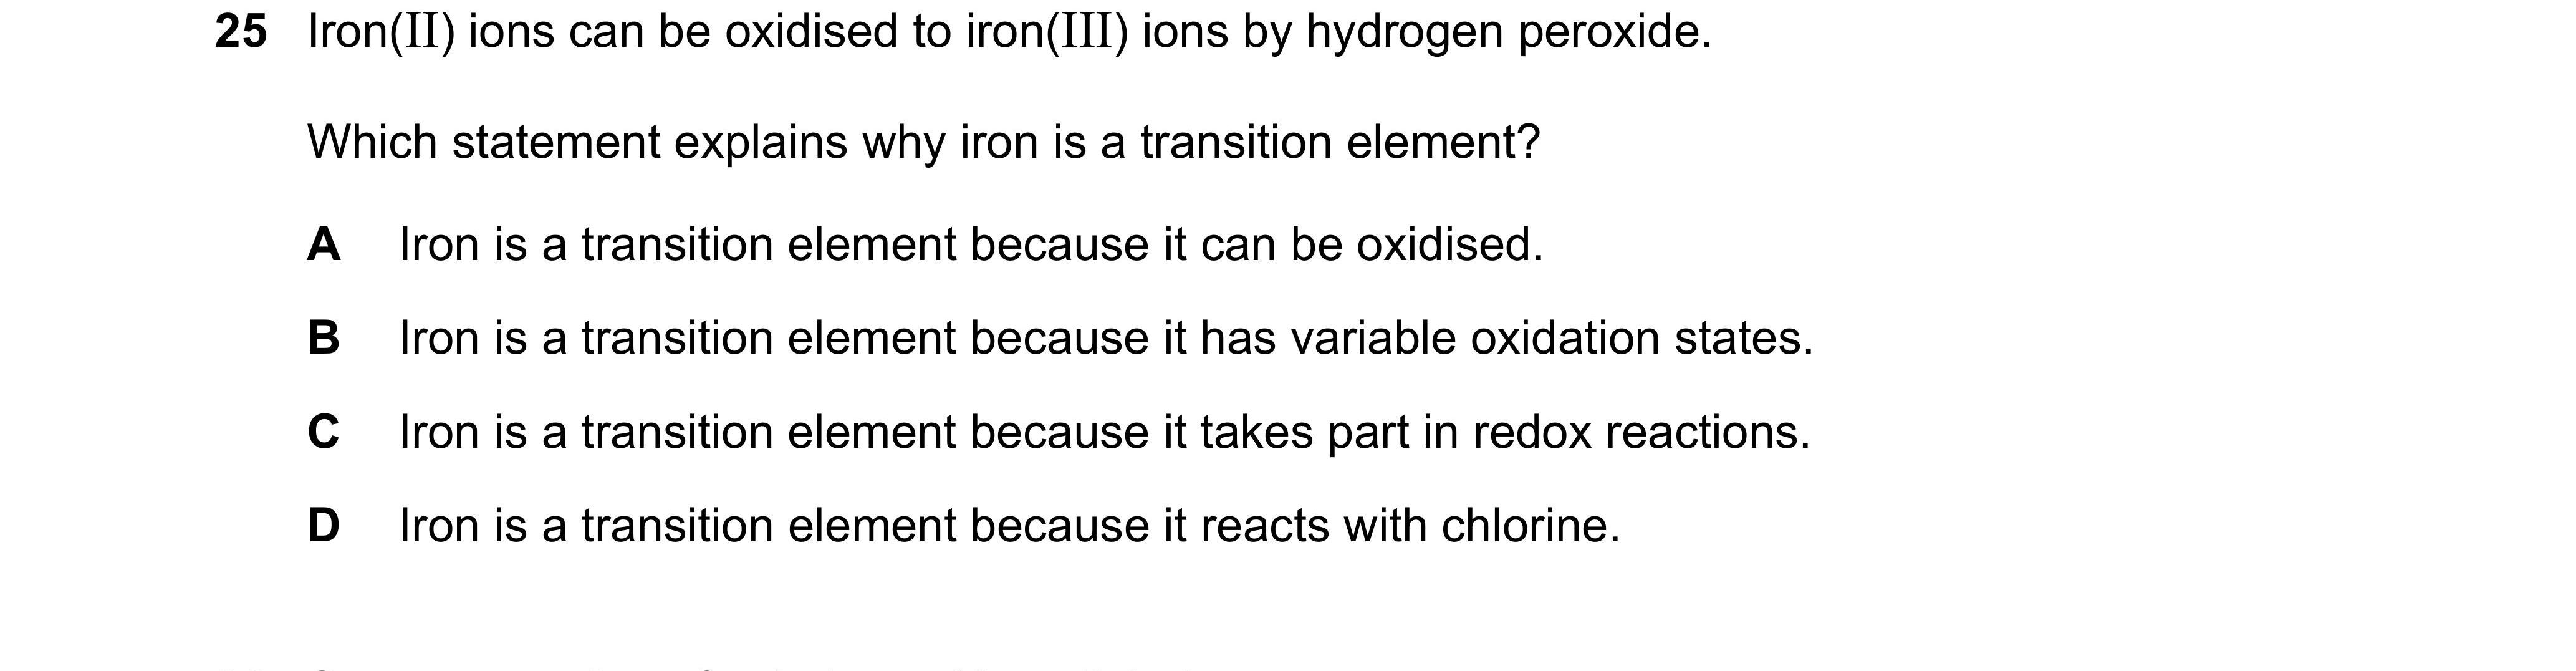 25 Iron(II) ions can be oxidised to iron(III) ions by hydrogen peroxide.
Which statement explains why iron is a transition element?
A Iron is a transition element because it can be oxidised.
B Iron is a transition element because it has variable oxidation states.
C Iron is a transition element because it takes part in redox reactions.
D Iron is a transition element because it reacts with chlorine.